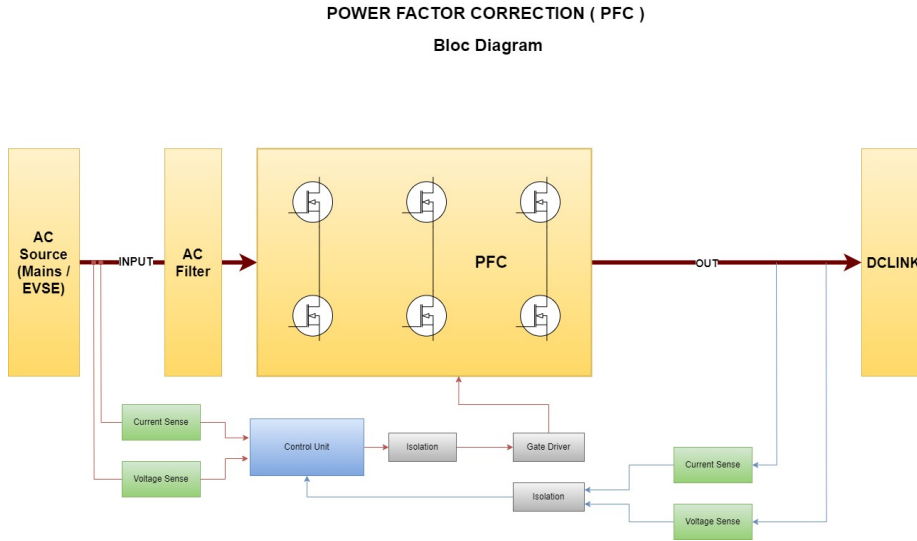 POWER FACTOR CORRECTION ( PFC )
Bloc Diagram
AC
Source
(Mains /
EVSE)
INPUT
AC
Filter
PFC
OUT
DCLINK
Current Sense
Voltage Sense
Control Unit
Isolation
Gate Driver
Isolation
Current Sense
Voltage Sense